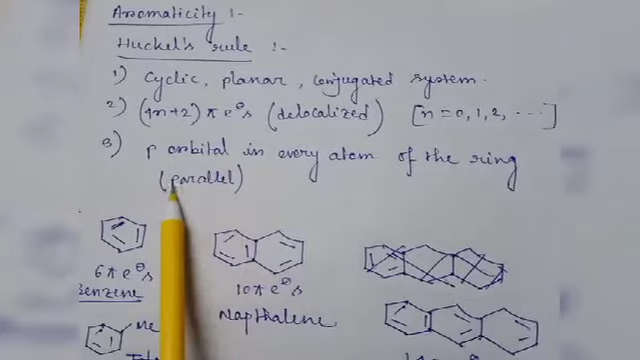 Aromaticity :-
Huckel's rule :-
1) Cyclic, planar, conjugated system.
2) (4n+2) π e⊖s (delocalized) [n = 0, 1, 2, ....]
3) p orbital in every atom of the ring
(parallel)
6π e⊖s
Benzene
10π e⊖s
Napthalene
Me